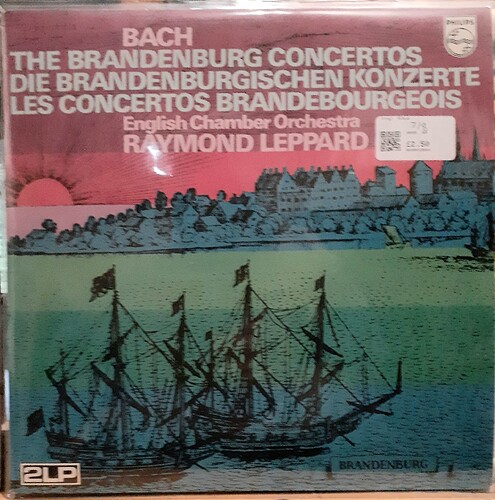 PHILIPS
BACH
THE BRANDENBURG CONCERTOS
DIE BRANDENBURGISCHEN KONZERTE
LES CONCERTOS BRANDEBOURGEOIS
English Chamber Orchestra
RAYMOND LEPPARD
£2.50
BRANDENBURG
2LP